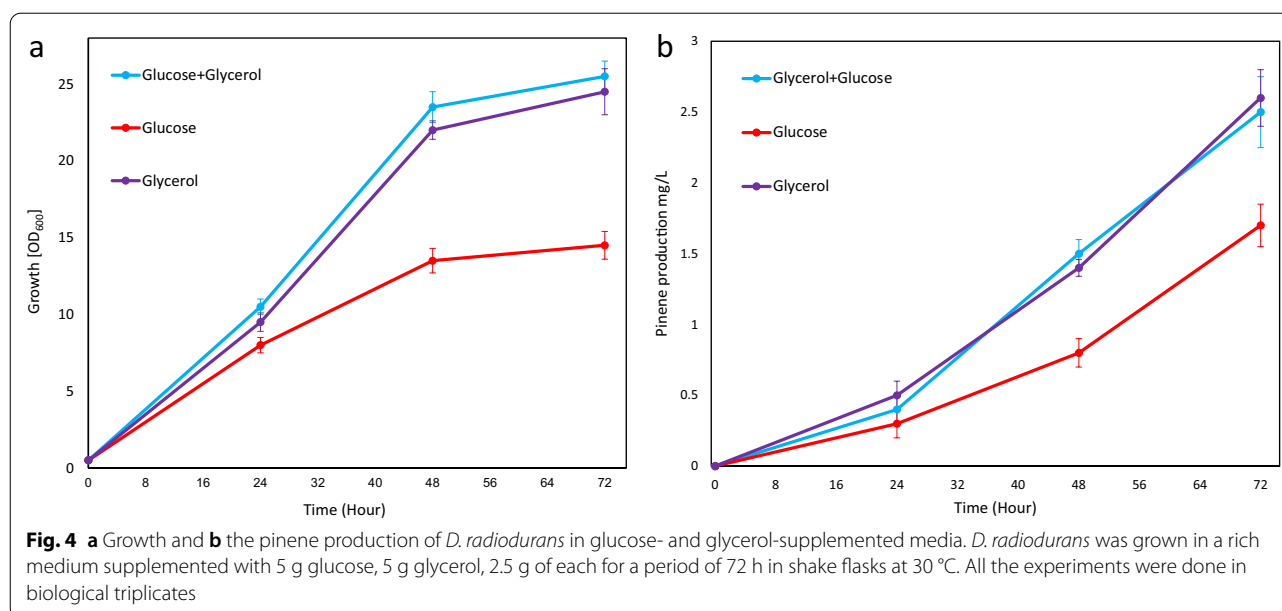 a
25
20
15
10
5
0
Growth [OD600]
Glucose+Glycerol
Glucose
Glycerol
0 8 16 24 32 40 48 56 64 72
Time (Hour)
b
3
2.5
2
1.5
1
0.5
0
Pinene production mg/L
Glycerol+Glucose
Glucose
Glycerol
0 8 16 24 32 40 48 56 64 72
Time (Hour)
Fig. 4 a Growth and b the pinene production of D. radiodurans in glucose- and glycerol-supplemented media. D. radiodurans was grown in a rich
medium supplemented with 5 g glucose, 5 g glycerol, 2.5 g of each for a period of 72 h in shake flasks at 30 °C. All the experiments were done in
biological triplicates